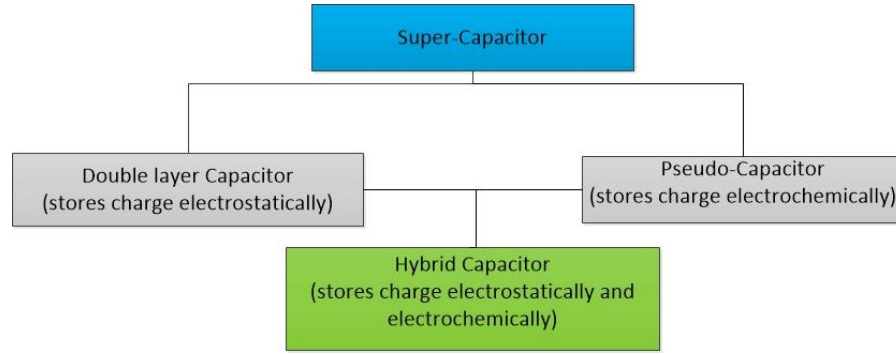 Super-Capacitor
Double layer Capacitor
(stores charge electrostatically)
Pseudo-Capacitor
(stores charge electrochemically)
Hybrid Capacitor
(stores charge electrostatically and
electrochemically)